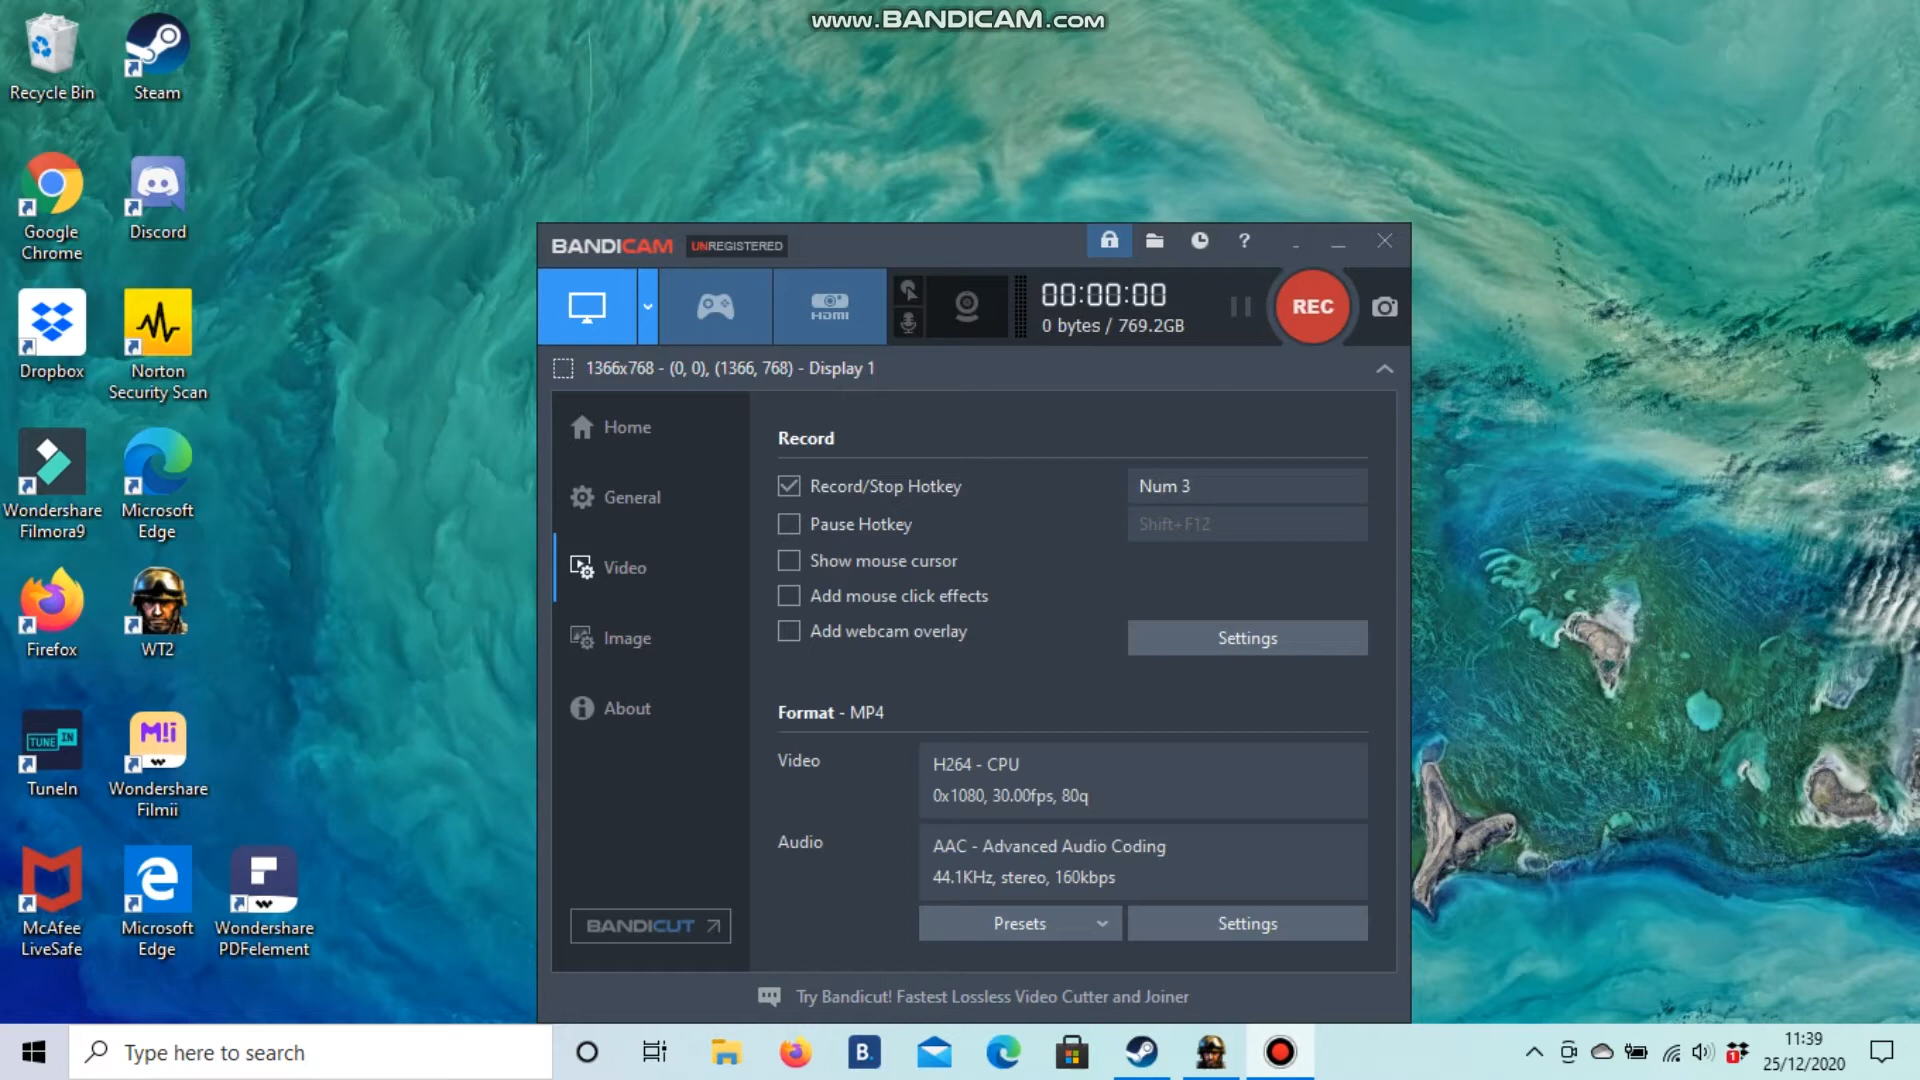 www.BANDICAM.com
Recycle Bin
Steam
Google
Chrome
Discord
Dropbox
Norton
Security Scan
Wondershare
Filmora9
Microsoft
Edge
Firefox
WT2
TUNE IN
TuneIn
M!i
Wondershare
Filmii
McAfee
LiveSafe
Microsoft
Edge
Wondershare
PDFelement
BANDICAM UNREGISTERED
?
HDMI
00:00:00
0 bytes / 769.2GB
REC
1366x768 - (0, 0), (1366, 768) - Display 1
Home
General
Video
Image
About
BANDICUT
Record
Record/Stop Hotkey
Num 3
Pause Hotkey
Shift+F12
Show mouse cursor
Add mouse click effects
Add webcam overlay
Settings
Format - MP4
Video
H264 - CPU
0x1080, 30.00fps, 80q
Audio
AAC - Advanced Audio Coding
44.1KHz, stereo, 160kbps
Presets
Settings
Try Bandicut! Fastest Lossless Video Cutter and Joiner
Type here to search
B.
1
11:39
25/12/2020